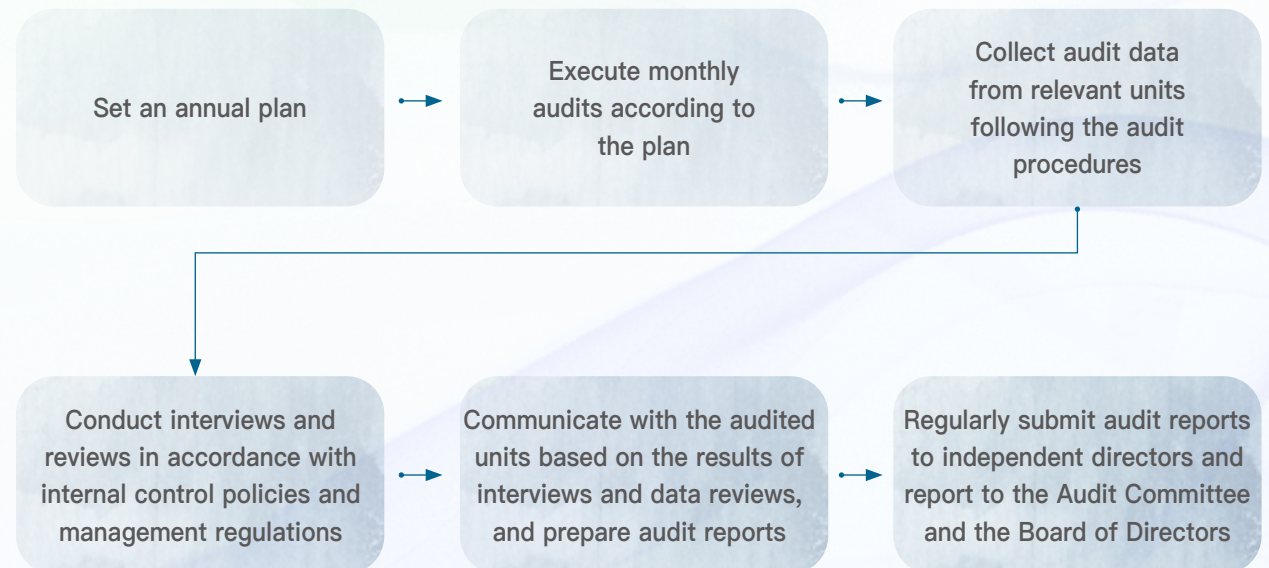 Set an annual plan
Execute monthly
audits according to
the plan
Collect audit data
from relevant units
following the audit
procedures
Conduct interviews and
reviews in accordance with
internal control policies and
management regulations
Communicate with the audited
units based on the results of
interviews and data reviews,
and prepare audit reports
Regularly submit audit reports
to independent directors and
report to the Audit Committee
and the Board of Directors